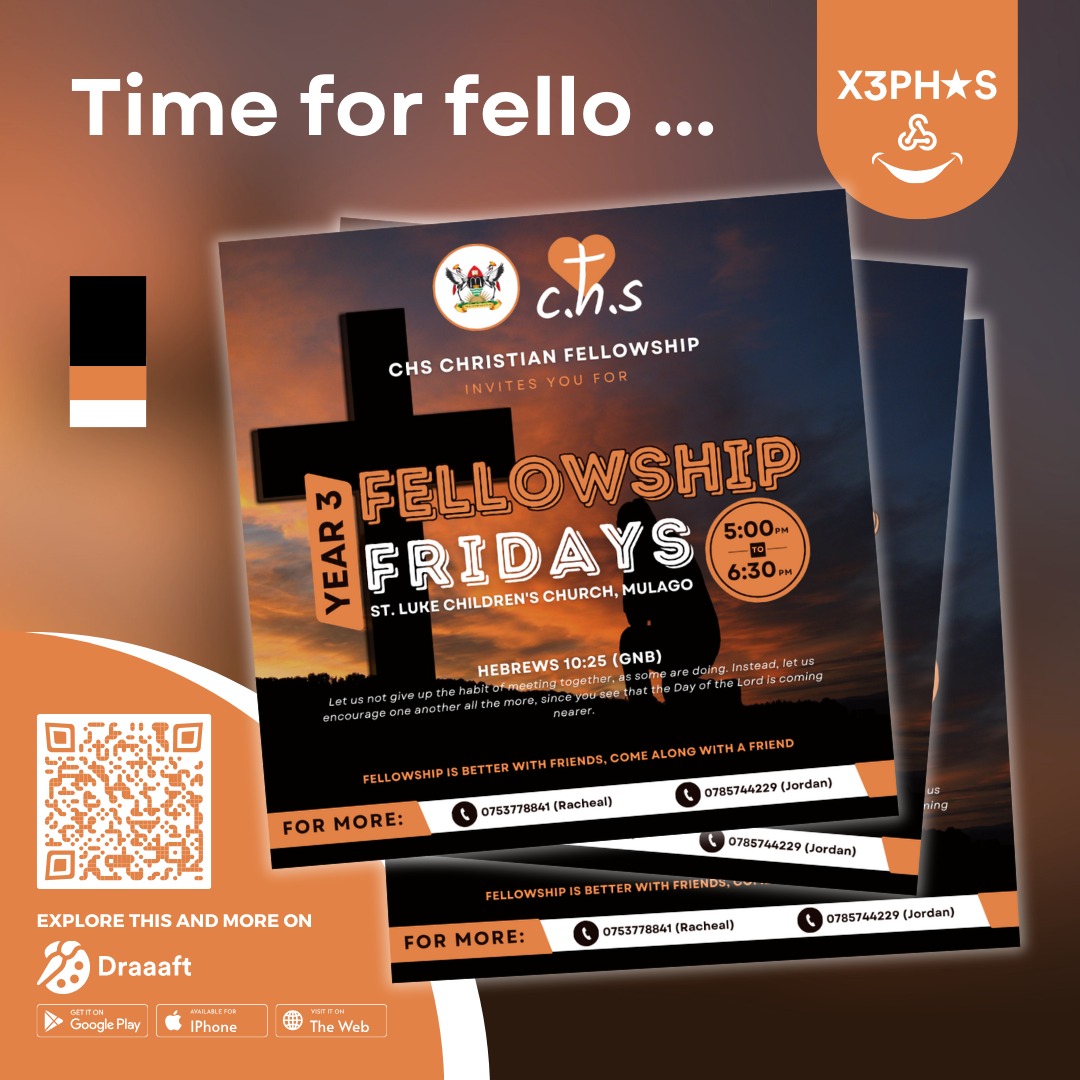 Time for fello ...
X3PH★S
c.h.s
CHS CHRISTIAN FELLOWSHIP
INVITES YOU FOR
YEAR 3
FELLOWSHIP
FRIDAYS
ST. LUKE CHILDREN'S CHURCH, MULAGO
5:00PM
TO
6:30PM
HEBREWS 10:25 (GNB)
Let us not give up the habit of meeting together, as some are doing. Instead, let us
encourage one another all the more, since you see that the Day of the Lord is coming
nearer.
FELLOWSHIP IS BETTER WITH FRIENDS, COME ALONG WITH A FRIEND
FOR MORE:
0753778841 (Racheal)
0785744229 (Jordan)
us
0785744229 (Jordan)
FELLOWSHIP IS BETTER WITH FRIENDS,
FOR MORE:
0753778841 (Racheal)
0785744229 (Jordan)
EXPLORE THIS AND MORE ON
Draaaft
GET IT ON
Google Play
AVAILABLE FOR
IPhone
VISIT IT ON
The Web